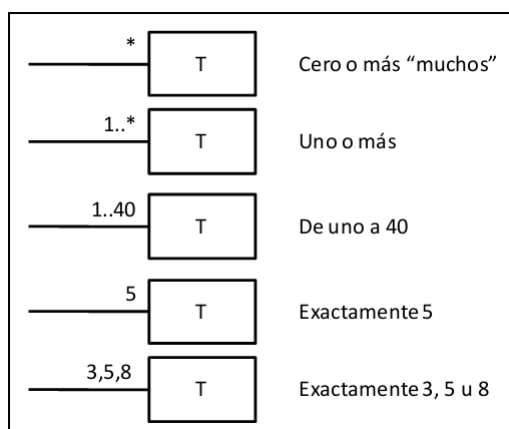 *
T
Cero o más “muchos”
1..*
T
Uno o más
1..40
T
De uno a 40
5
T
Exactamente 5
3,5,8
T
Exactamente 3, 5 u 8